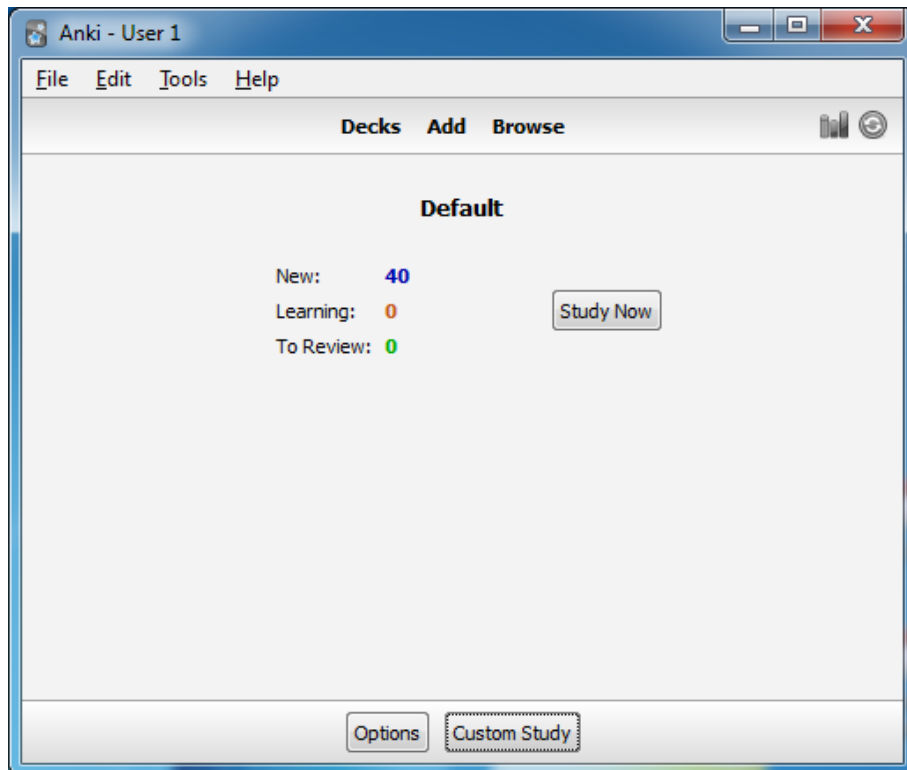 Anki - User 1
File Edit Tools Help
Decks Add Browse
Default
New: 40
Learning: 0
Study Now
To Review: 0
Options Custom Study